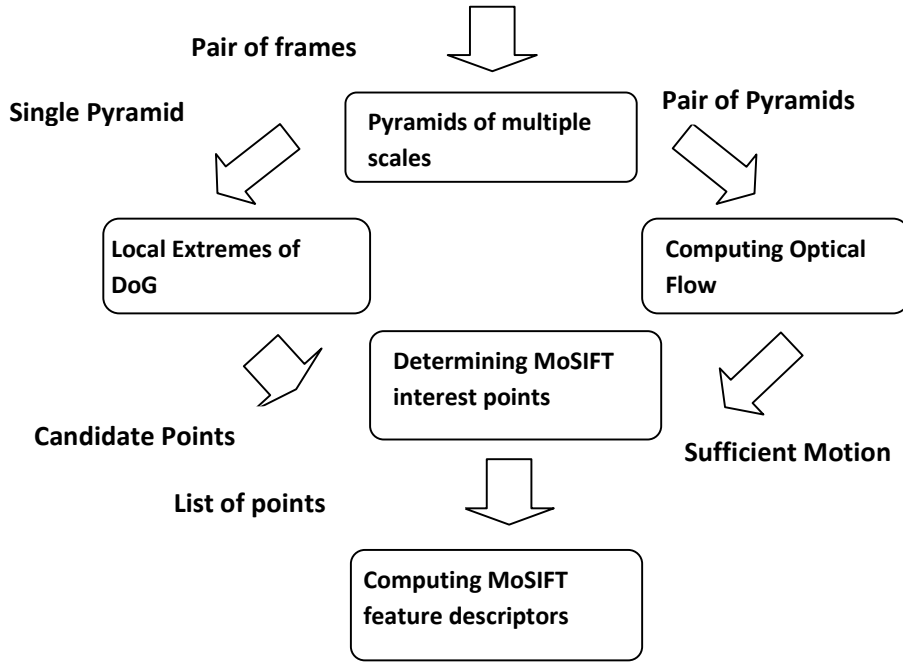 Pair of frames
Single Pyramid
Pair of Pyramids
Pyramids of multiple
scales
Local Extremes of
DoG
Computing Optical
Flow
Determining MoSIFT
interest points
Candidate Points
Sufficient Motion
List of points
Computing MoSIFT
feature descriptors